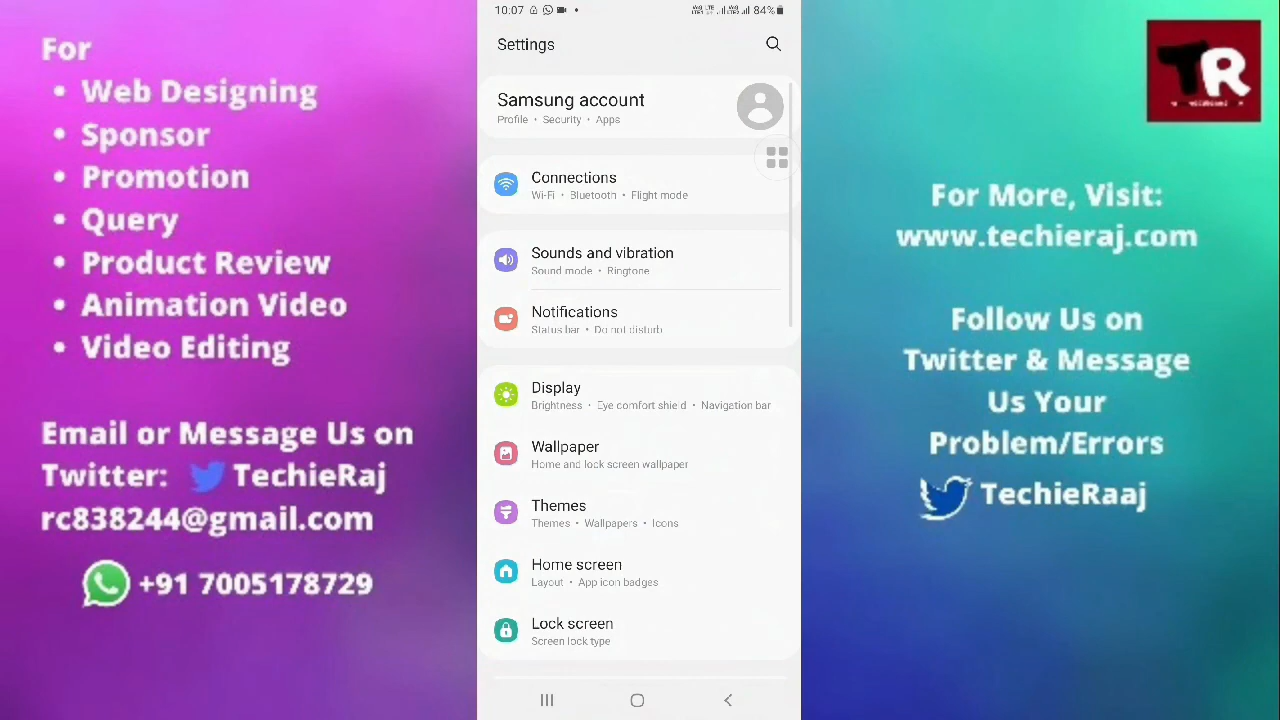 For
• Web Designing
• Sponsor
• Promotion
• Query
• Product Review
• Animation Video
• Video Editing
Email or Message Us on
Twitter: TechieRaj
rc838244@gmail.com
+91 7005178729
10.07
84%
Settings
Samsung account
Profile • Security • Apps
Connections
Wi-Fi • Bluetooth • Flight mode
Sounds and vibration
Sound mode • Ringtone
Notifications
Status bar • Do not disturb
Display
Brightness • Eye comfort shield • Navigation bar
Wallpaper
Home and lock screen wallpaper
Themes
Themes • Wallpapers • Icons
Home screen
Layout • App icon badges
Lock screen
Screen lock type
TR
For More, Visit:
www.techieraj.com
Follow Us on
Twitter & Message
Us Your
Problem/Errors
TechieRaaj